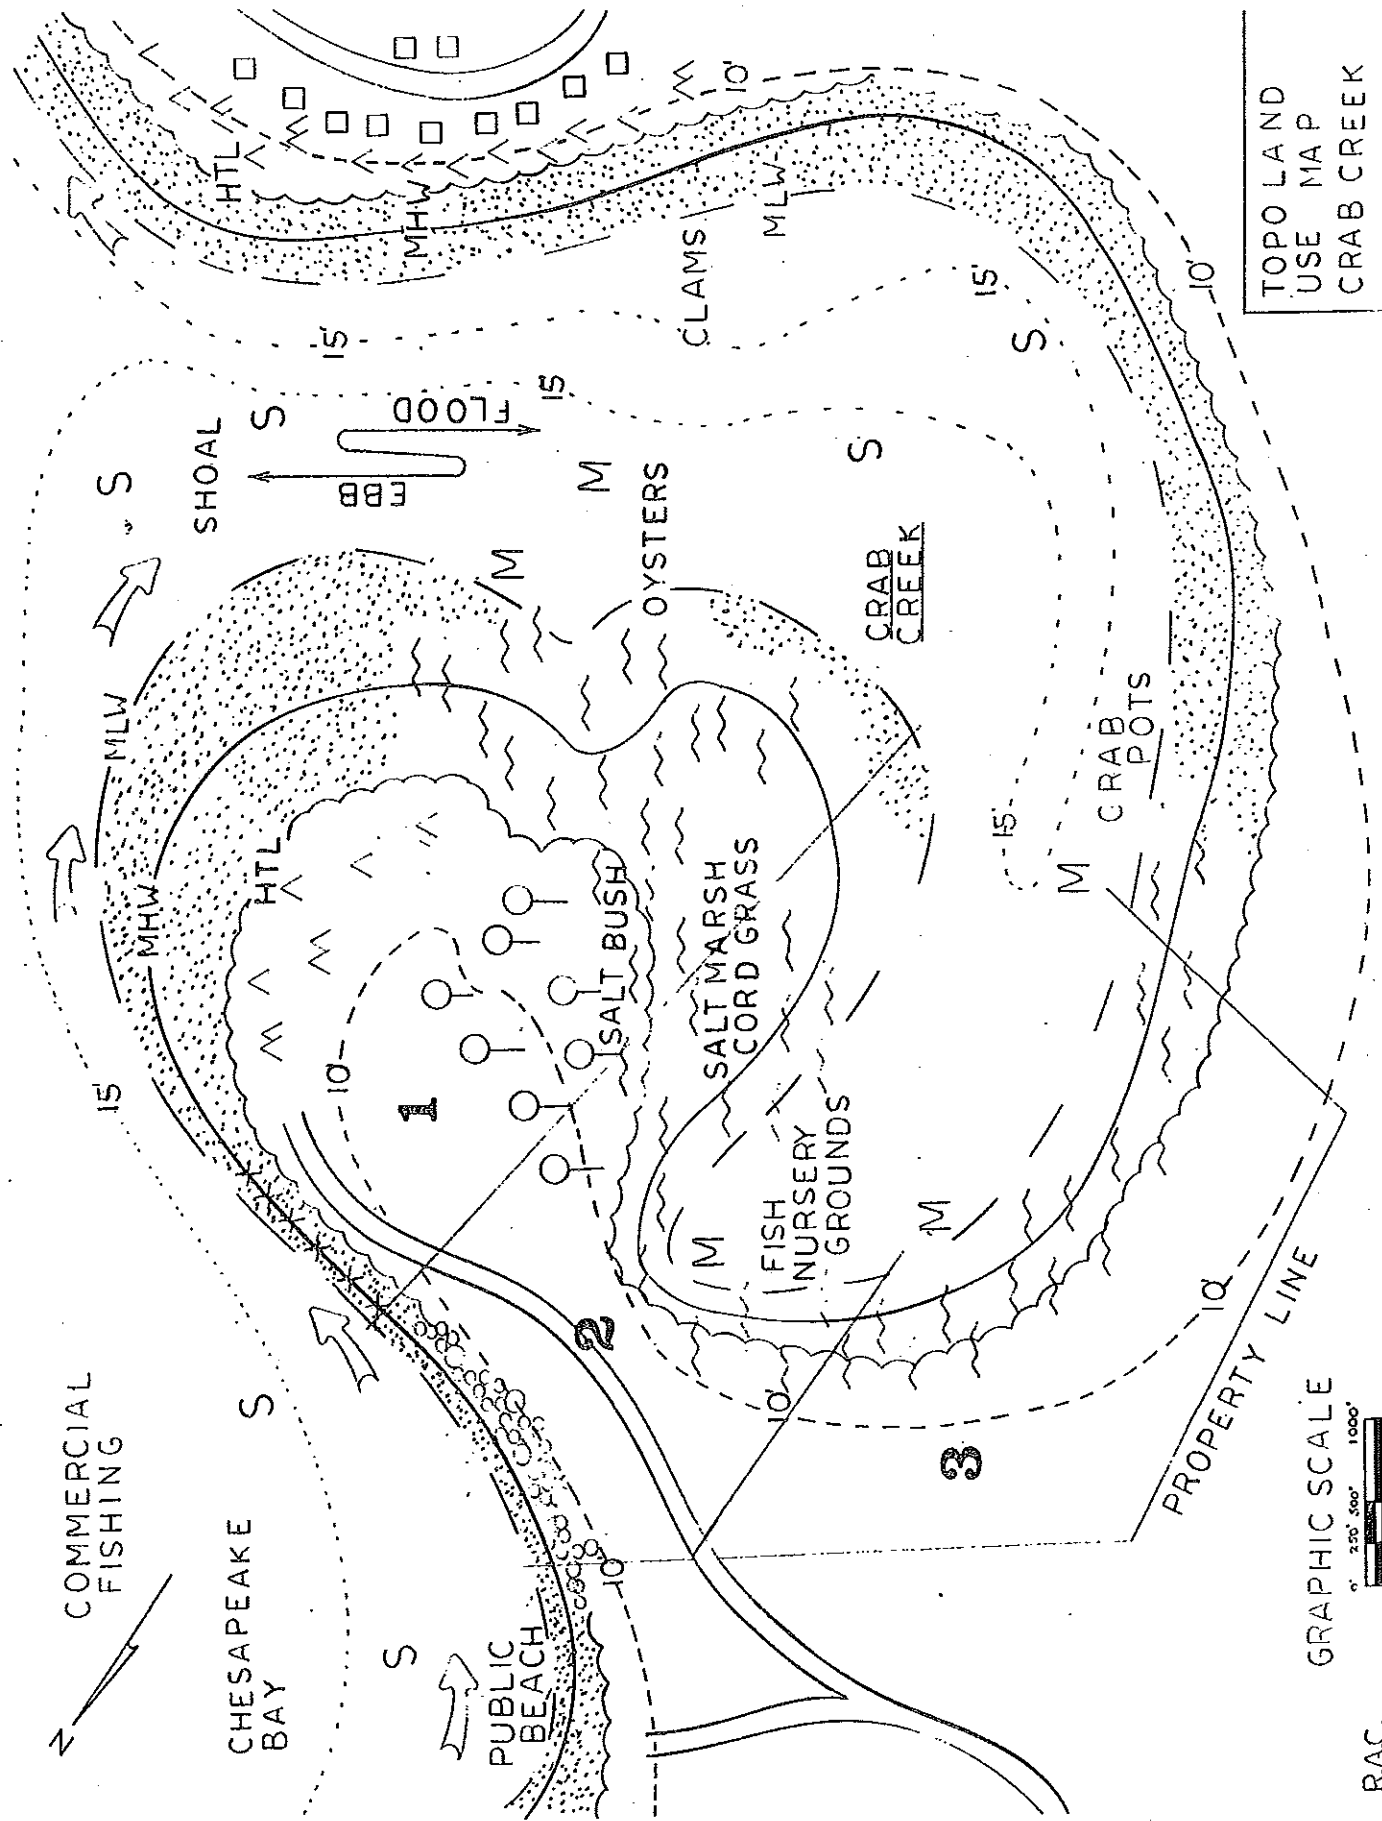 COMMERCIAL
FISHING
N
CHESAPEAKE
BAY
S
S
PUBLIC
BEACH
15'
MHW
MLW
HTL
S
SHOAL
S
EBB
FLOOD
15'
15'
HTL
MHW
MLW
10'
CLAMS
M
M
OYSTERS
S
S
15'
10'
10'
1
SALT BUSH
SALT MARSH
CORD GRASS
CRAB
CREEK
2
M
FISH
NURSERY
GROUNDS
M
15'
CRAB
POTS
M
10'
10'
3
10'
PROPERTY LINE
GRAPHIC SCALE
0' 250' 500' 1000'
TOPO LAND
USE MAP
CRAB CREEK
RAC